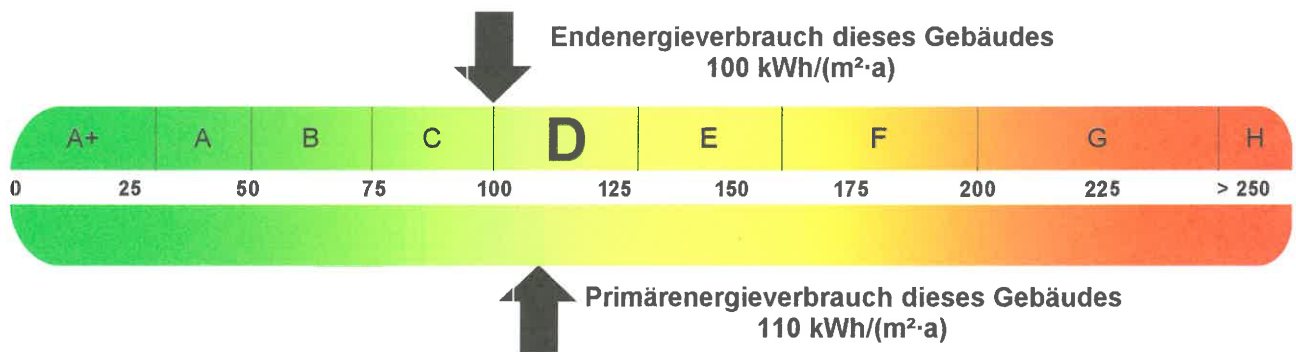 Endenergieverbrauch dieses Gebäudes
100 kWh/(m²·a)
A+ A B C D E F G H
0 25 50 75 100 125 150 175 200 225 > 250
Primärenergieverbrauch dieses Gebäudes
110 kWh/(m²·a)